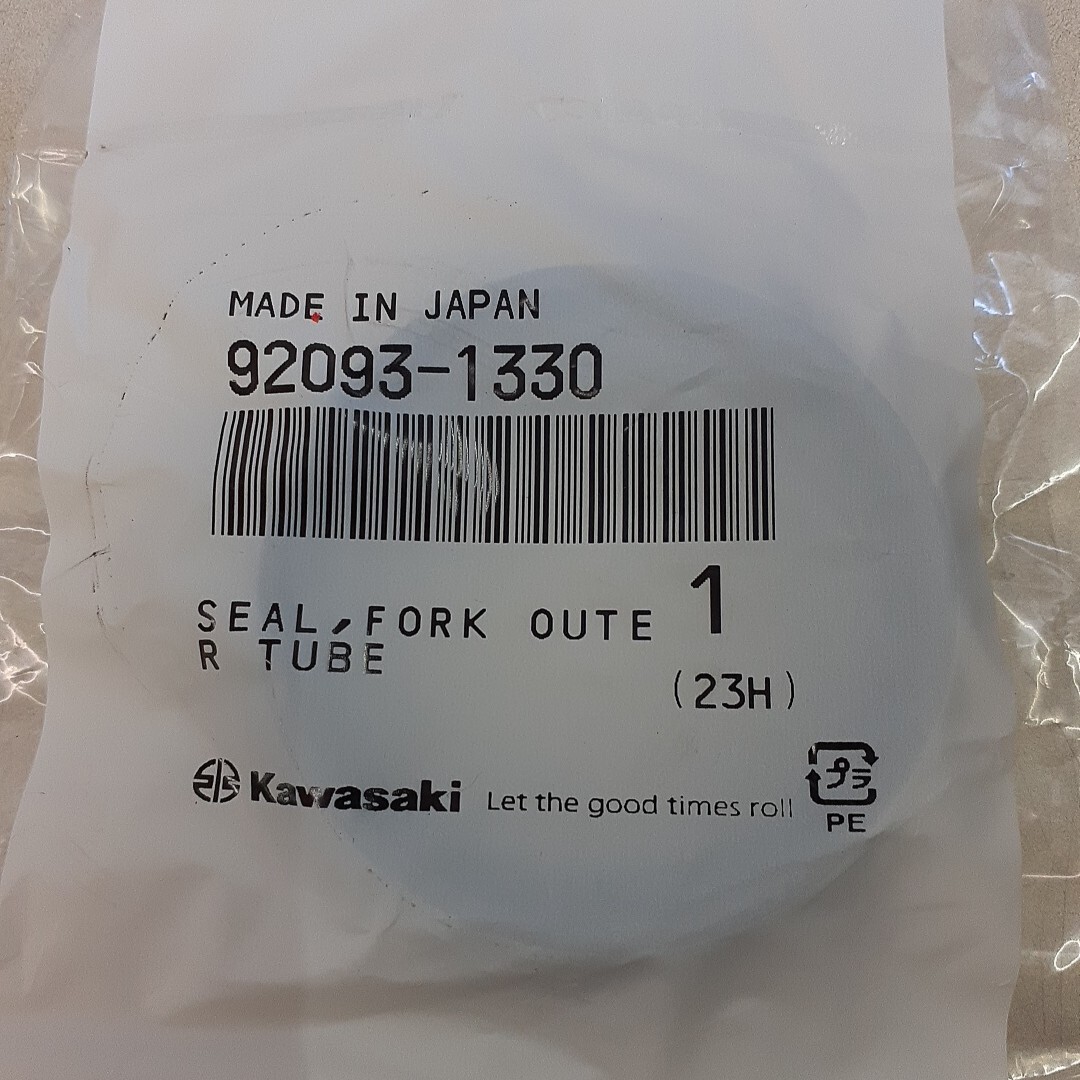 MADE IN JAPAN
92093-1330
SEAL,FORK OUTE 1
R TUBE
(23H)
Kawasaki Let the good times roll
プラ
PE